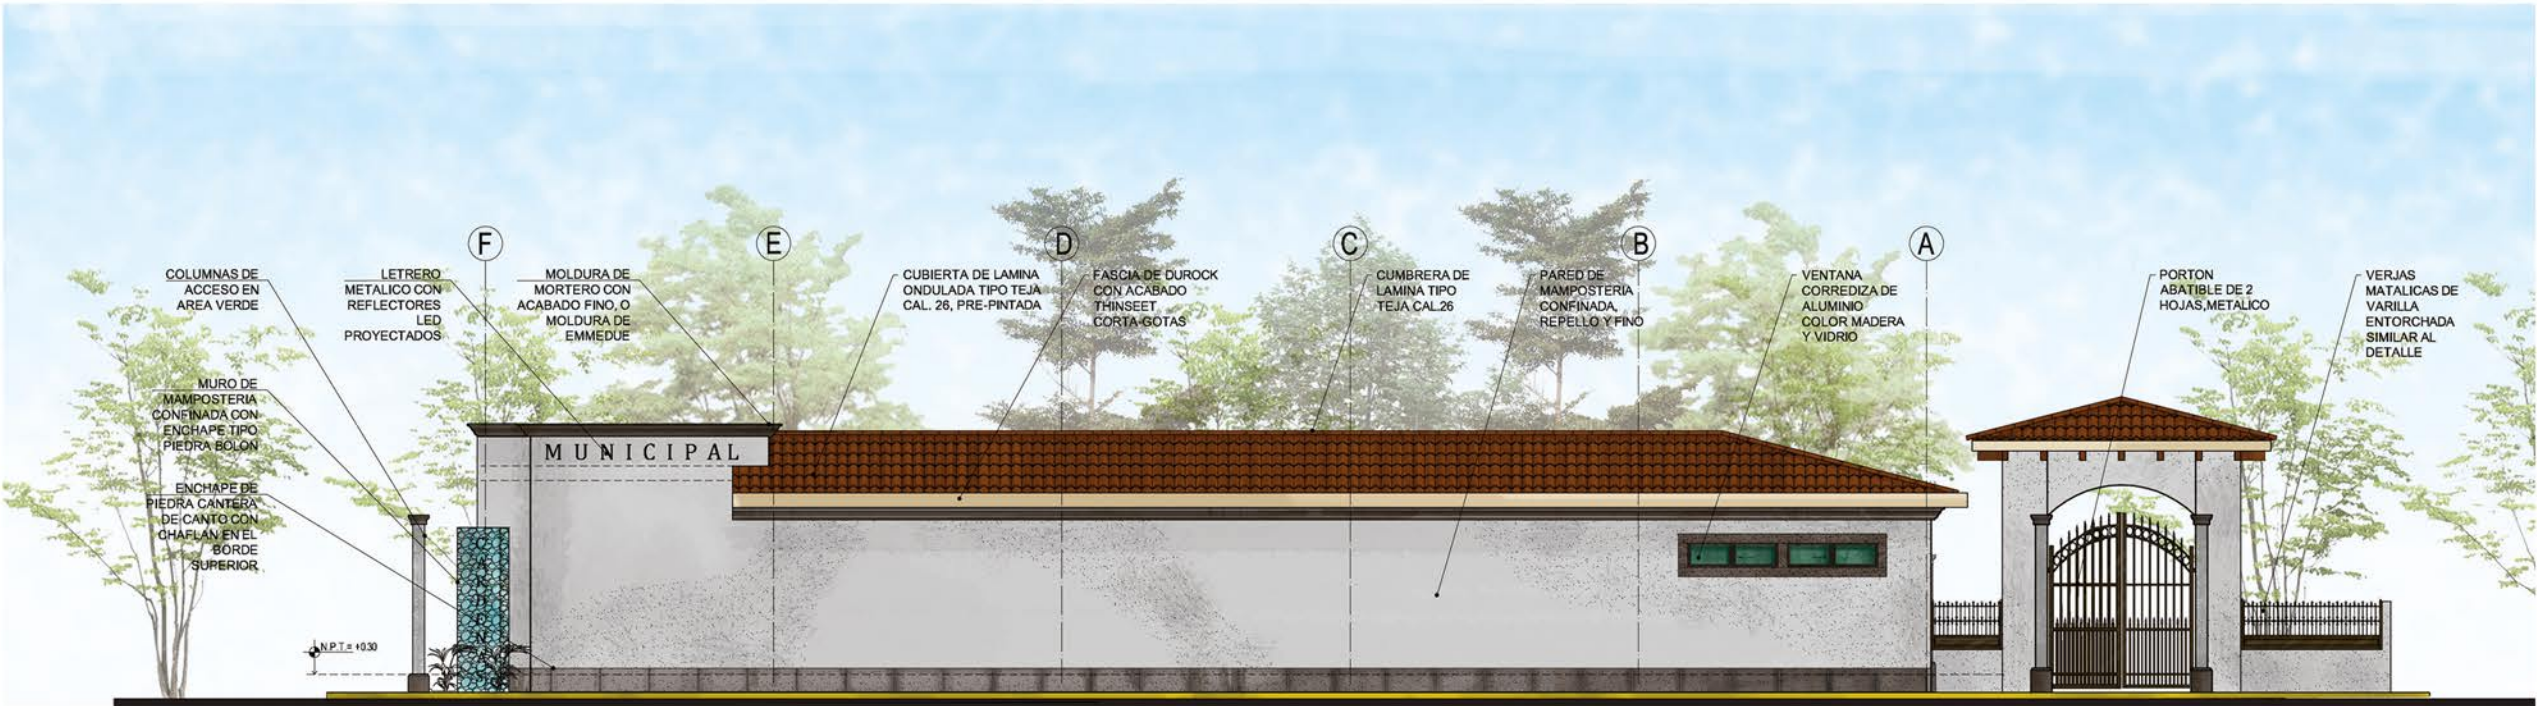 F
E
D
C
B
A
COLUMNAS DE
ACCESO EN
AREA VERDE
LETRERO
METALICO CON
REFLECTORES
LED
PROYECTADOS
MOLDURA DE
MORTERO CON
ACABADO FINO, O
MOLDURA DE
EMMEDUE
CUBIERTA DE LAMINA
ONDULADA TIPO TEJA
CAL. 26, PRE-PINTADA
FASCIA DE DUROCK
CON ACABADO
THINSEET
CORTA-GOTAS
CUMBRERA DE
LAMINA TIPO
TEJA CAL.26
PARED DE
MAMPOSTERIA
CONFINADA,
REPELLO Y FINO
VENTANA
CORREDIZA DE
ALUMINIO
COLOR MADERA
Y VIDRIO
PORTON
ABATIBLE DE 2
HOJAS,METALICO
VERJAS
MATALICAS DE
VARILLA
ENTORCHADA
SIMILAR AL
DETALLE
MURO DE
MAMPOSTERIA
CONFINADA CON
ENCHAPE TIPO
PIEDRA BOLON
ENCHAPE DE
PIEDRA CANTERA
DE CANTO CON
CHAFLAN EN EL
BORDE
SUPERIOR
MUNICIPAL
N.P.T.= +0.30